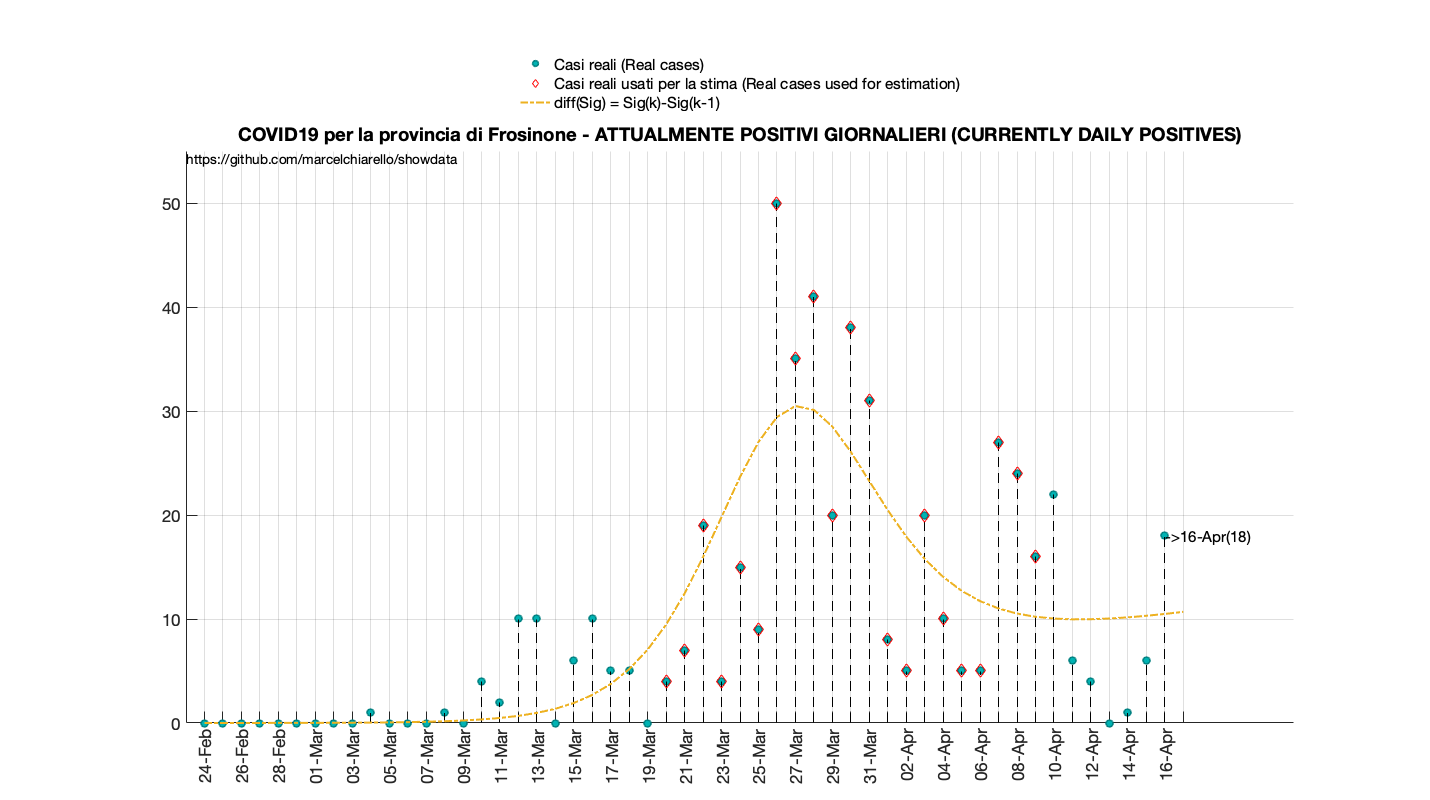 Casi reali (Real cases)
Casi reali usati per la stima (Real cases used for estimation)
diff(Sig) = Sig(k)-Sig(k-1)
COVID19 per la provincia di Frosinone - ATTUALMENTE POSITIVI GIORNALIERI (CURRENTLY DAILY POSITIVES)
https://github.com/marcelchiarello/showdata
50
40
30
20
->16-Apr(18)
10
0
24-Feb
26-Feb
28-Feb
01-Mar
03-Mar
05-Mar
07-Mar
09-Mar
11-Mar
13-Mar
15-Mar
17-Mar
19-Mar
21-Mar
23-Mar
25-Mar
27-Mar
29-Mar
31-Mar
02-Apr
04-Apr
06-Apr
08-Apr
10-Apr
12-Apr
14-Apr
16-Apr